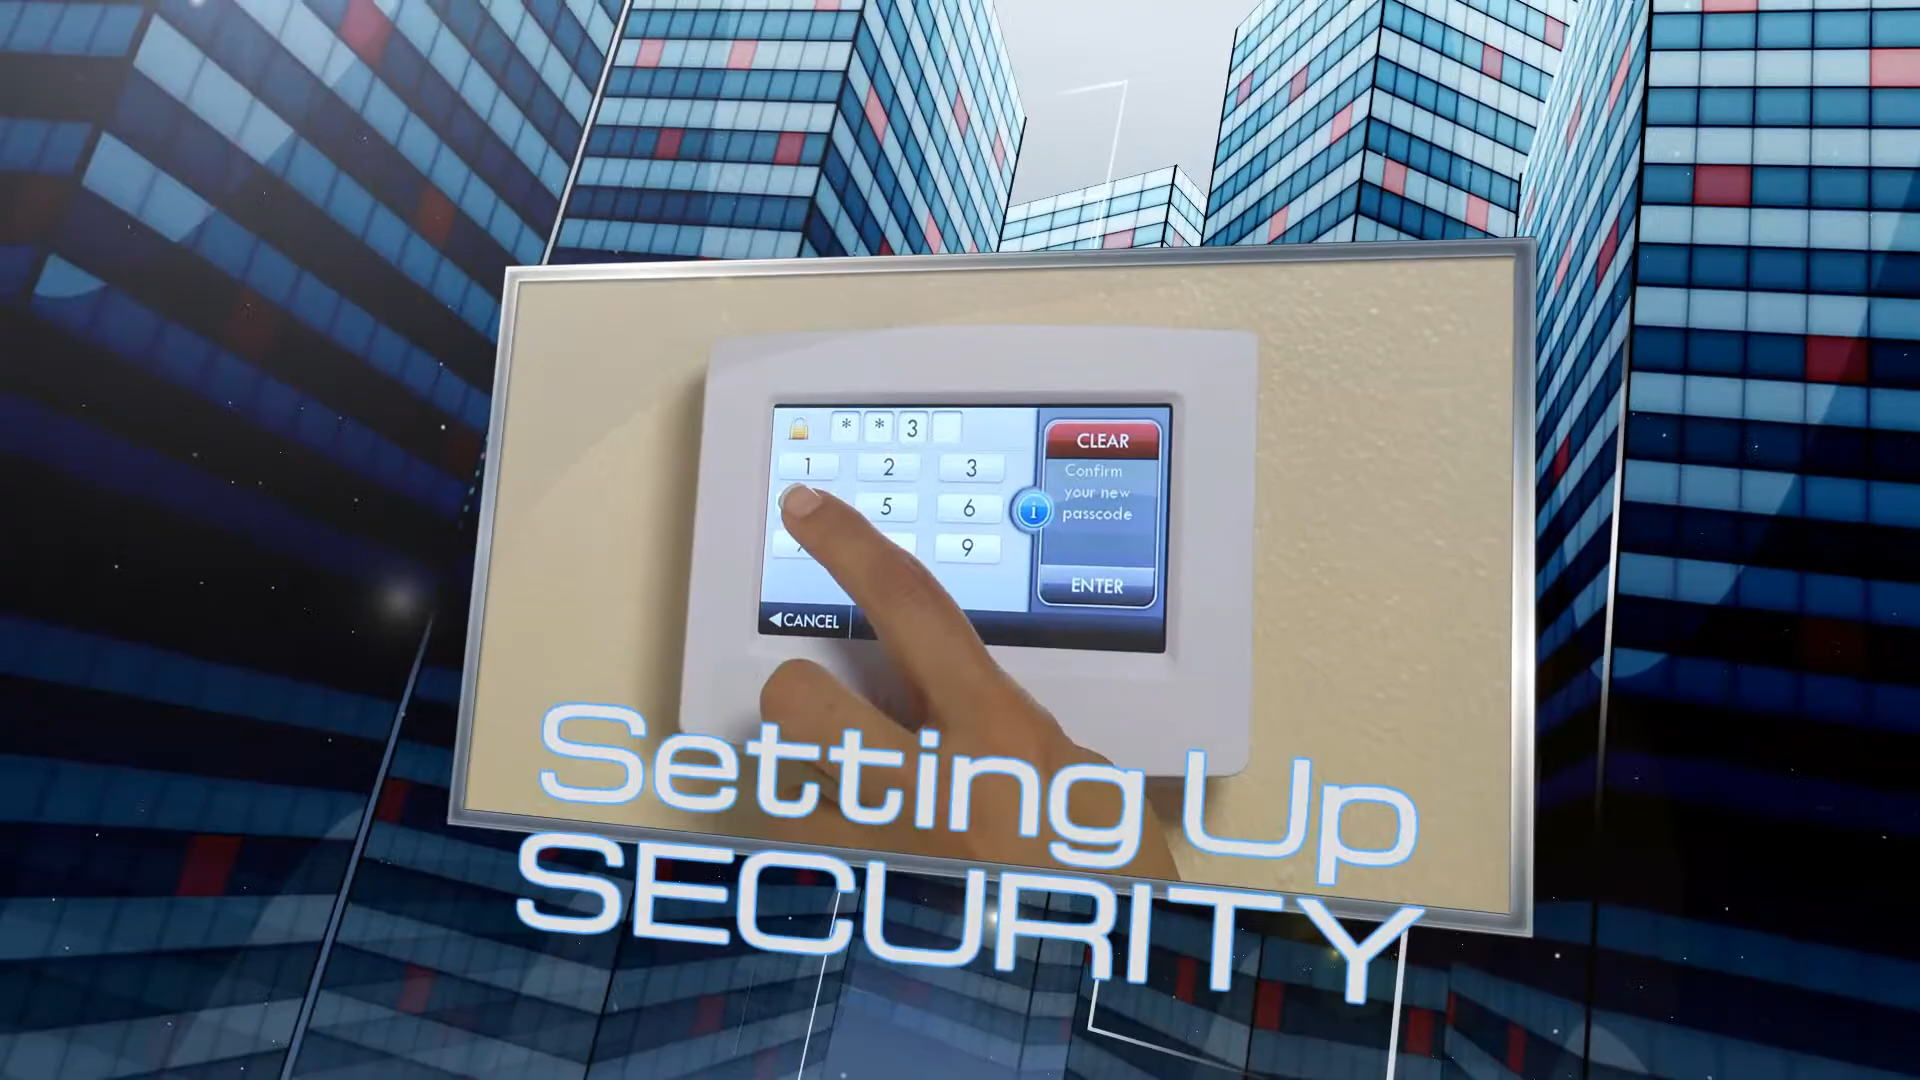 * * 3
CLEAR
1 2 3
Confirm
your new
passcode
5 6
i
9
ENTER
CANCEL
Setting Up
SECURITY